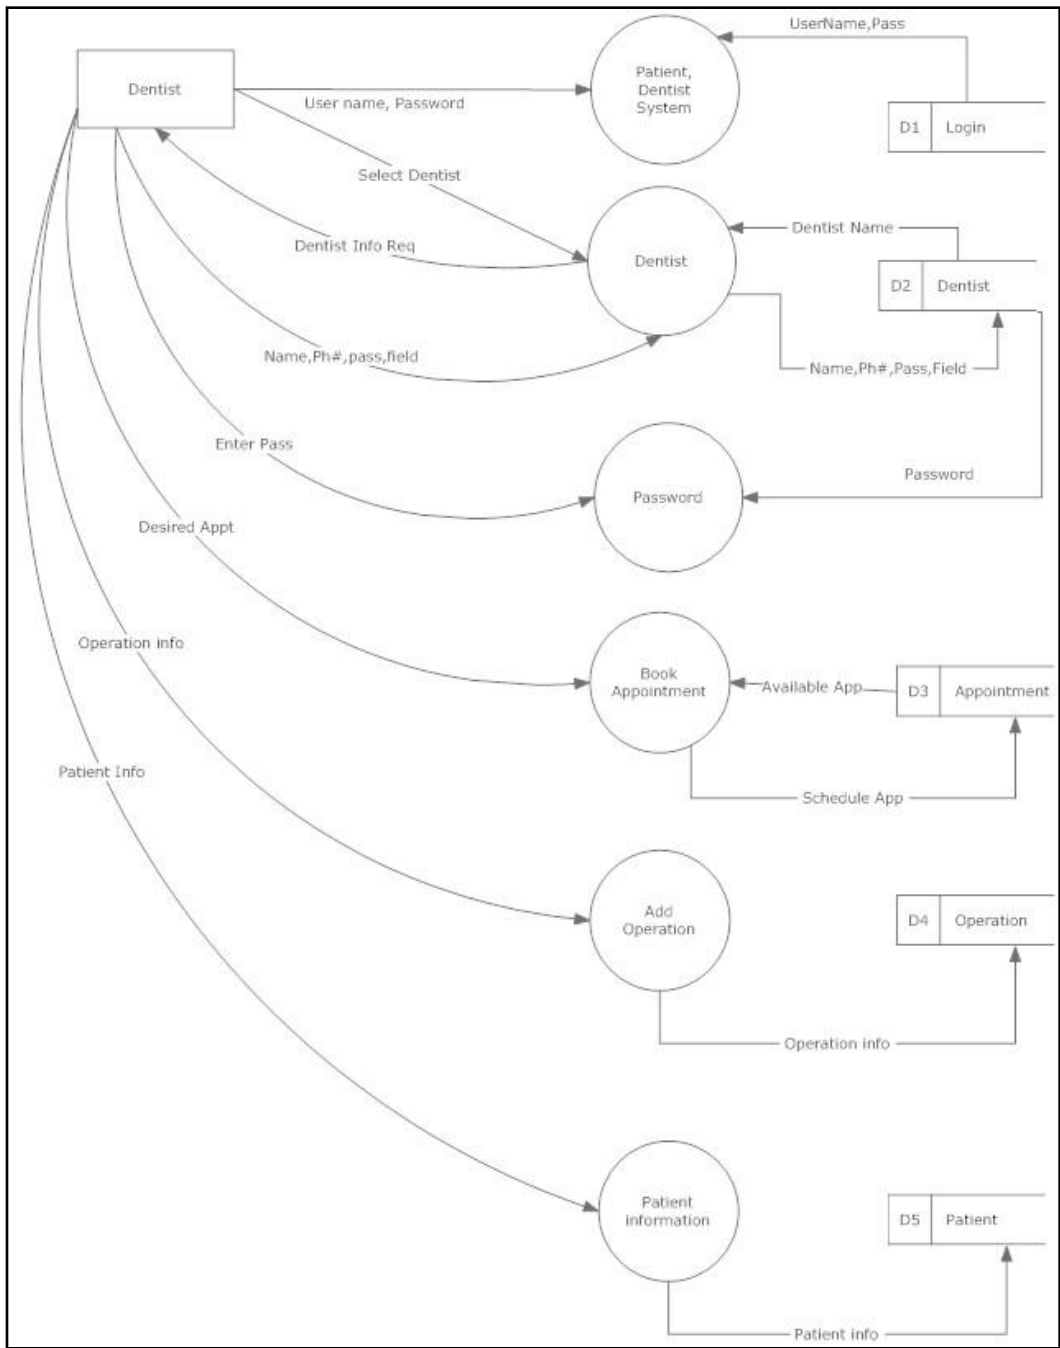 UserName,Pass
Dentist
Patient,
Dentist
System
User name, Password
D1 Login
Select Dentist
Dentist Name
Dentist Info Req
Dentist
D2 Dentist
Name,Ph#,pass,field
Name,Ph#,Pass,Field
Enter Pass
Password
Password
Desired Appt
Operation info
Book
Appointment
Available App
D3 Appointment
Patient Info
Schedule App
Add
Operation
D4 Operation
Operation info
Patient
information
D5 Patient
Patient info